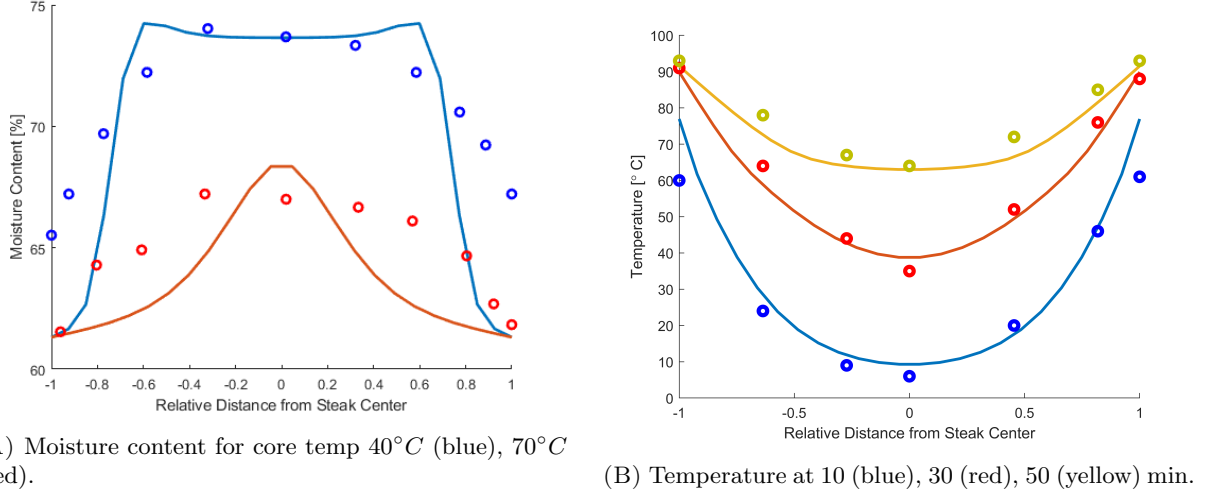 75
70
65
60
Moisture Content [%]
-1 -0.8 -0.6 -0.4 -0.2 0 0.2 0.4 0.6 0.8 1
Relative Distance from Steak Center
) Moisture content for core temp 40°C (blue), 70°C
ed).
100
90
80
70
60
50
40
30
20
10
0
Temperature [° C]
-1 -0.5 0 0.5 1
Relative Distance from Steak Center
(B) Temperature at 10 (blue), 30 (red), 50 (yellow) min.